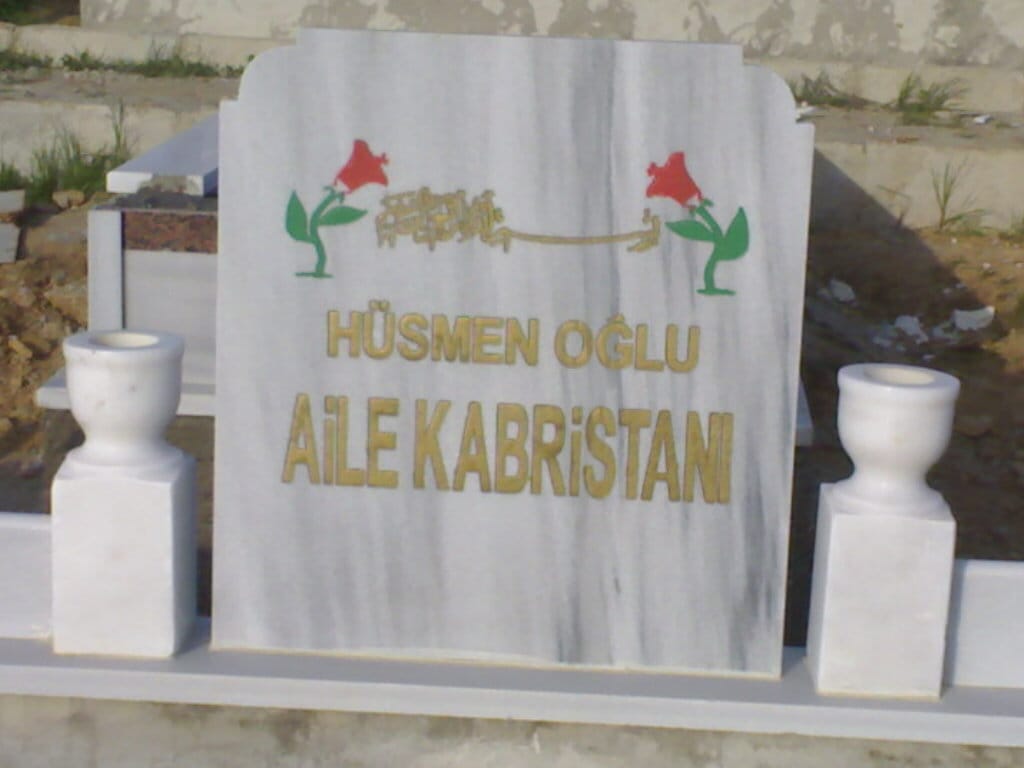 HÜSMEN OĞLU
AiLE KABRiSTANI